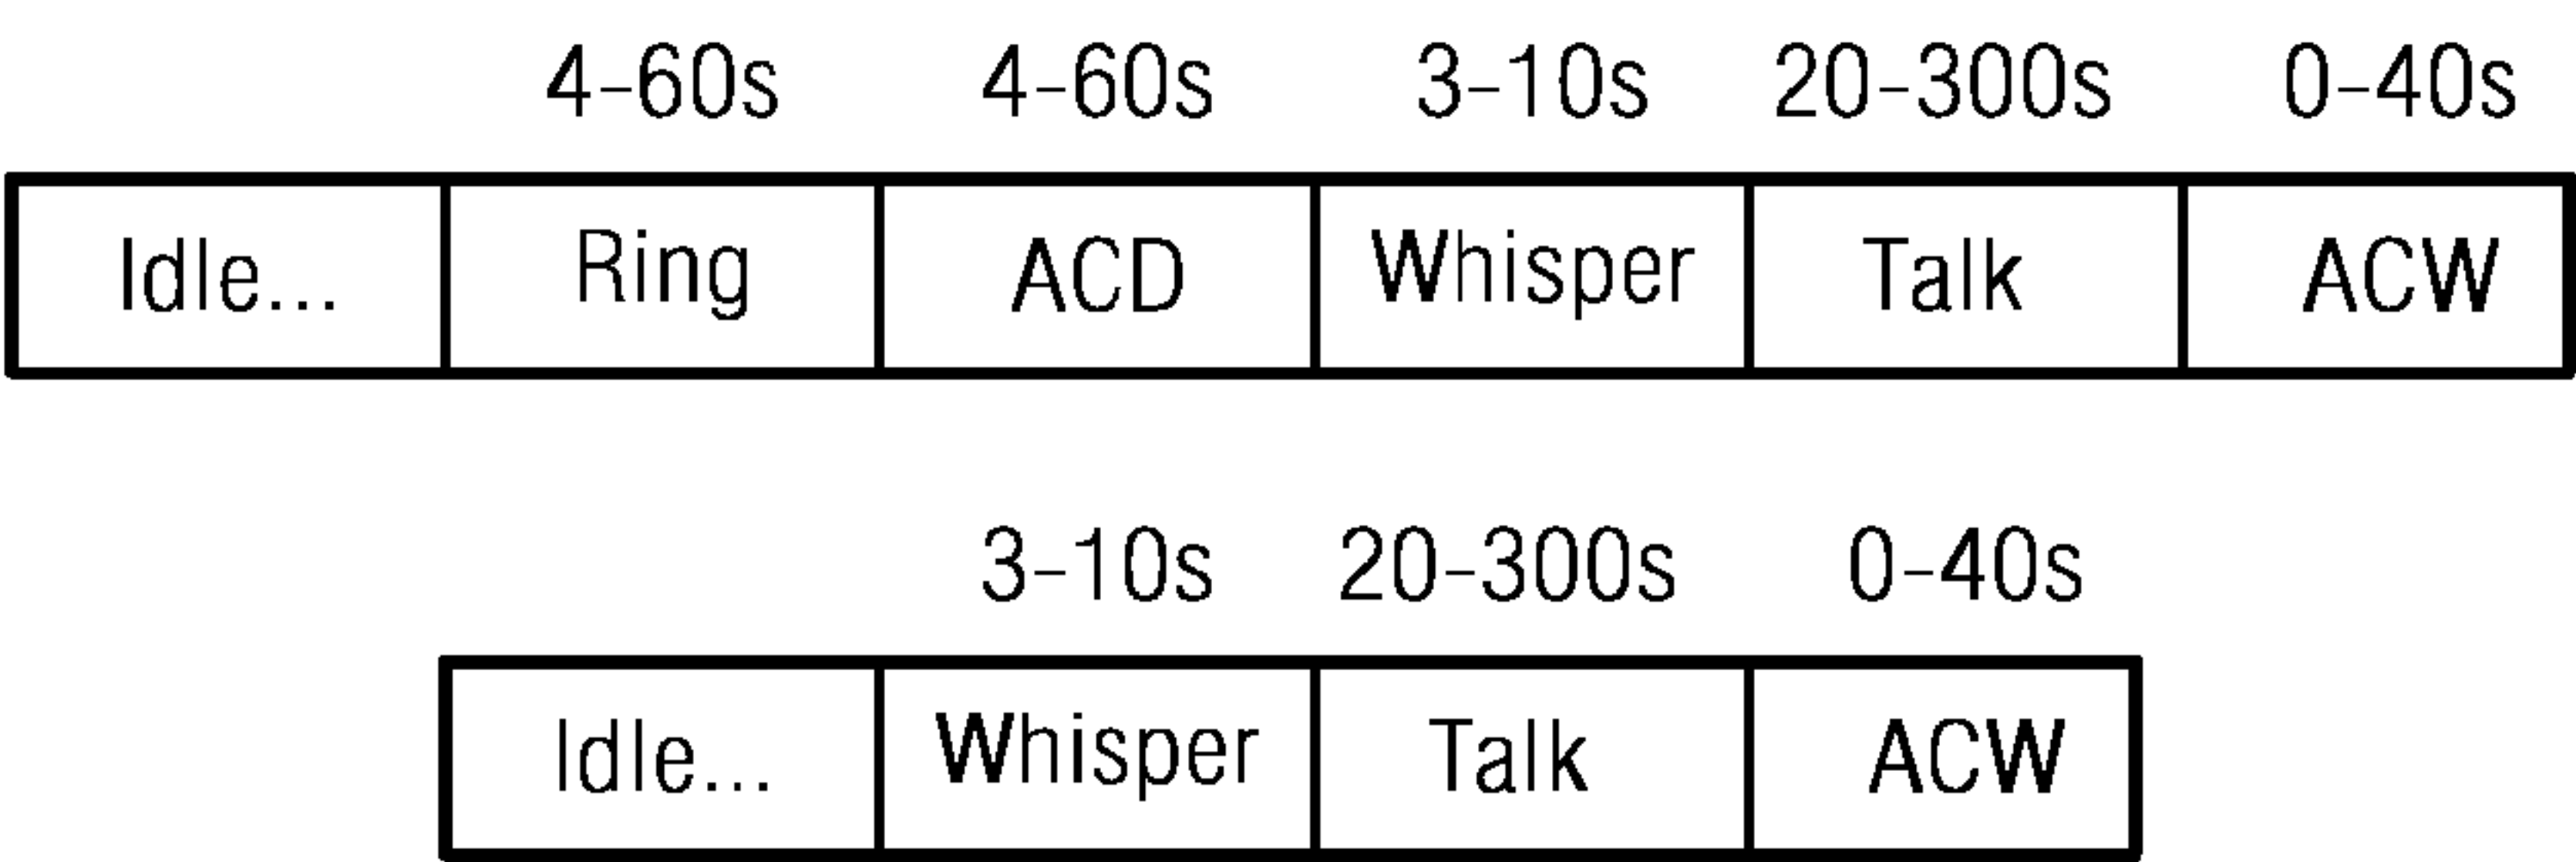 4-60s 4-60s 3-10s 20-300s 0-40s
Idle... Ring ACD Whisper Talk ACW
3-10s 20-300s 0-40s
Idle... Whisper Talk ACW